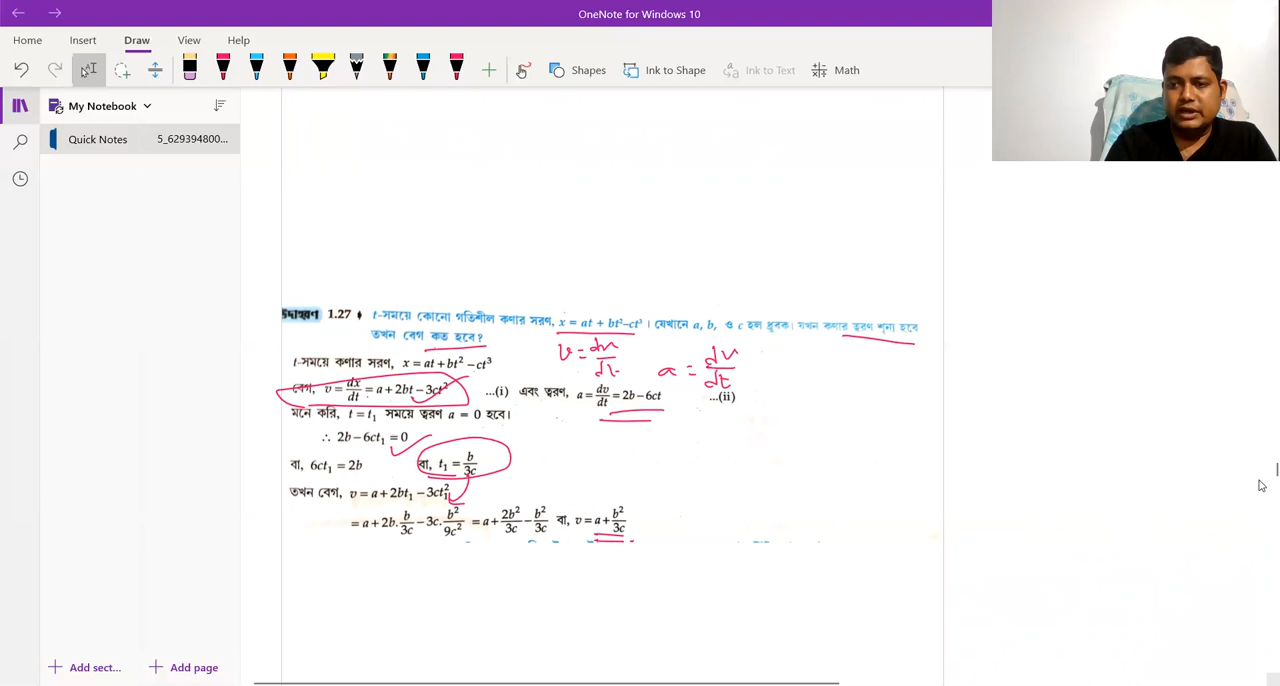 OneNote for Windows 10
Home Insert Draw View Help
Shapes Ink to Shape Ink to Text Math
My Notebook
Quick Notes 5_629394800...
উদাহরণ 1.27 ♦ t-সময়ে কোনো গতিশীল কণার সরণ, x = at + bt²-ct³ । যেখানে a, b, ও c হল ধ্রুবক। যখন কণার ত্বরণ শূন্য হবে
তখন বেগ কত হবে?
v = dx/dt a = dv/dt
t-সময়ে কণার সরণ, x = at + bt² - ct³
বেগ, v = dx/dt = a + 2bt - 3ct² ...(i) এবং ত্বরণ, a = dv/dt = 2b - 6ct ...(ii)
মনে করি, t = t₁ সময়ে ত্বরণ a = 0 হবে।
∴ 2b - 6ct₁ = 0
বা, 6ct₁ = 2b বা, t₁ = b/3c
তখন বেগ, v = a + 2bt₁ - 3ct₁²
= a + 2b. b/3c - 3c. b²/9c² = a + 2b²/3c - b²/3c বা, v = a + b²/3c
Add sect... Add page